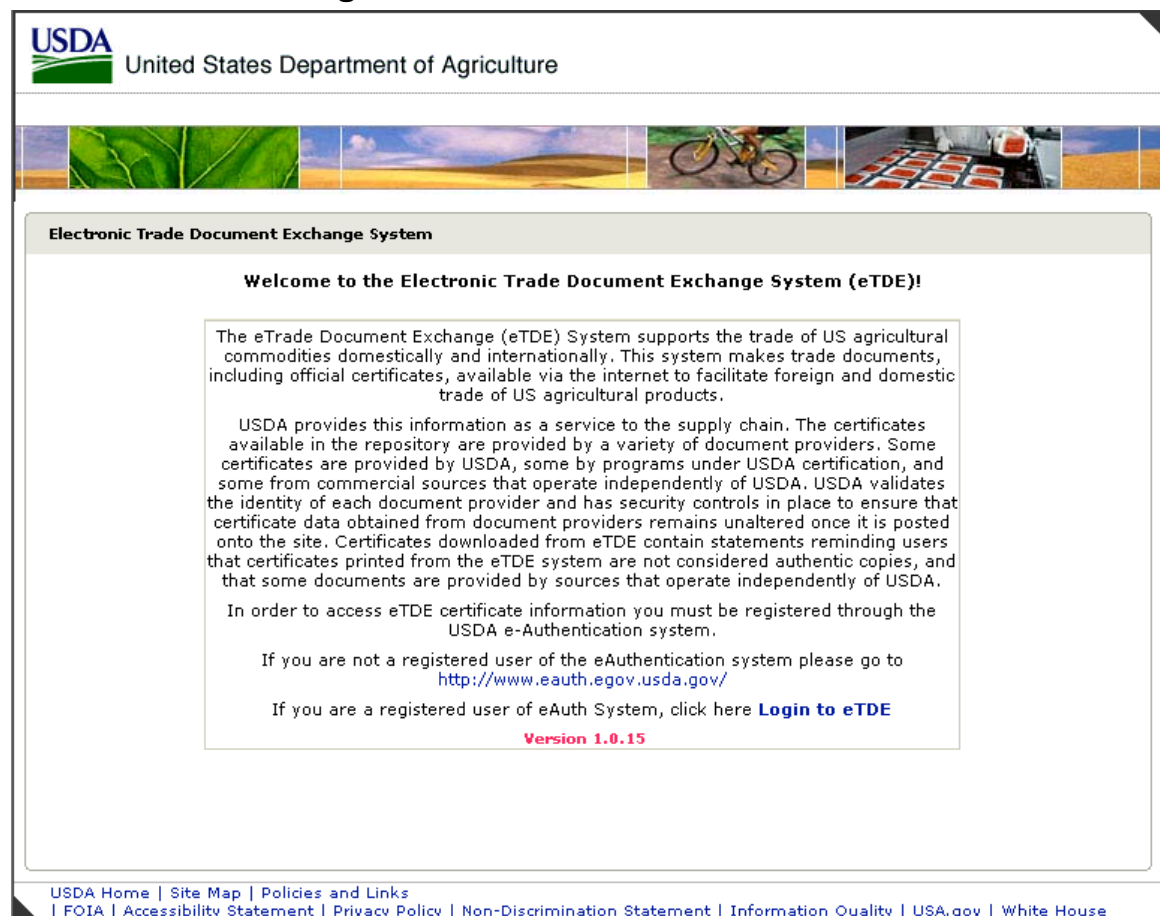 USDA
United States Department of Agriculture
Electronic Trade Document Exchange System
Welcome to the Electronic Trade Document Exchange System (eTDE)!
The eTrade Document Exchange (eTDE) System supports the trade of US agricultural
commodities domestically and internationally. This system makes trade documents,
including official certificates, available via the internet to facilitate foreign and domestic
trade of US agricultural products.
USDA provides this information as a service to the supply chain. The certificates
available in the repository are provided by a variety of document providers. Some
certificates are provided by USDA, some by programs under USDA certification, and
some from commercial sources that operate independently of USDA. USDA validates
the identity of each document provider and has security controls in place to ensure that
certificate data obtained from document providers remains unaltered once it is posted
onto the site. Certificates downloaded from eTDE contain statements reminding users
that certificates printed from the eTDE system are not considered authentic copies, and
that some documents are provided by sources that operate independently of USDA.
In order to access eTDE certificate information you must be registered through the
USDA e-Authentication system.
If you are not a registered user of the eAuthentication system please go to
http://www.eauth.egov.usda.gov/
If you are a registered user of eAuth System, click here Login to eTDE
Version 1.0.15
USDA Home | Site Map | Policies and Links
| FOIA | Accessibility Statement | Privacy Policy | Non-Discrimination Statement | Information Quality | USA.gov | White House